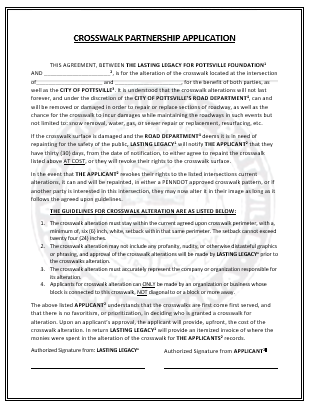 CROSSWALK PARTNERSHIP APPLICATION
THIS AGREEMENT, BETWEEN THE LASTING LEGACY FOR POTTSVILLE FOUNDATION¹
AND ____________________², is for the alteration of the crosswalk located at the intersection
of____________________ and ____________________, for the benefit of both parties, as
well as the CITY OF POTTSVILLE³. It is understood that the crosswalk alterations will not last
forever, and under the discretion of the CITY OF POTTSVILLE'S ROAD DEPARTMENT⁴, can and
will be removed or damaged in order to repair or replace sections of roadway, as well as the
chance for the crosswalk to incur damages while maintaining the roadways in such events but
not limited to: snow removal, water, gas, or sewer repair or replacement, resurfacing, etc.
If the crosswalk surface is damaged and the ROAD DEPARTMENT⁴ deems it is in need of
repainting for the safety of the public, LASTING LEGACY¹ will notify THE APPLICANT² that they
have thirty (30) days, from the date of notification, to either agree to repair the crosswalk
listed above AT COST, or they will revoke their rights to the crosswalk surface.
In the event that THE APPLICANT² revokes their rights to the listed intersections current
alterations, it can and will be repainted, in either a PENNDOT approved crosswalk pattern, or if
another party is interested in this intersection, they may now alter it in their image as long as it
follows the agreed upon guidelines.
THE GUIDELINES FOR CROSSWALK ALTERATION ARE AS LISTED BELOW:
1. The crosswalk alteration must stay within the current agreed upon crosswalk perimeter, with a,
minimum of, six (6) inch, white, setback with in that same perimeter. The setback cannot exceed
twenty four (24) inches.
2. The crosswalk alteration may not include any profanity, nudity, or otherwise distasteful graphics
or phrasing, and approval of the crosswalk alterations will be made by LASTING LEGACY¹ prior to
the crosswalks alteration.
3. The crosswalk alteration must accurately represent the company or organization responsible for
its alteration.
4. Applicants for crosswalk alteration can ONLY be made by an organization or business whose
block is connected to this crosswalk, NOT diagonal to or a block or more away.
The above listed APPLICANT² understands that the crosswalks are first come first served, and
that there is no favoritism, or prioritization, in deciding who is granted a crosswalk for
alteration. Upon an applicant's approval, the applicant will provide, upfront, the cost of the
crosswalk alteration. In return LASTING LEGACY¹ will provide an itemized invoice of where the
monies were spent in the alteration of the crosswalk for THE APPLICANTS² records.
Authorized Signature from: LASTING LEGACY¹ Authorized Signature from APPLICANT²